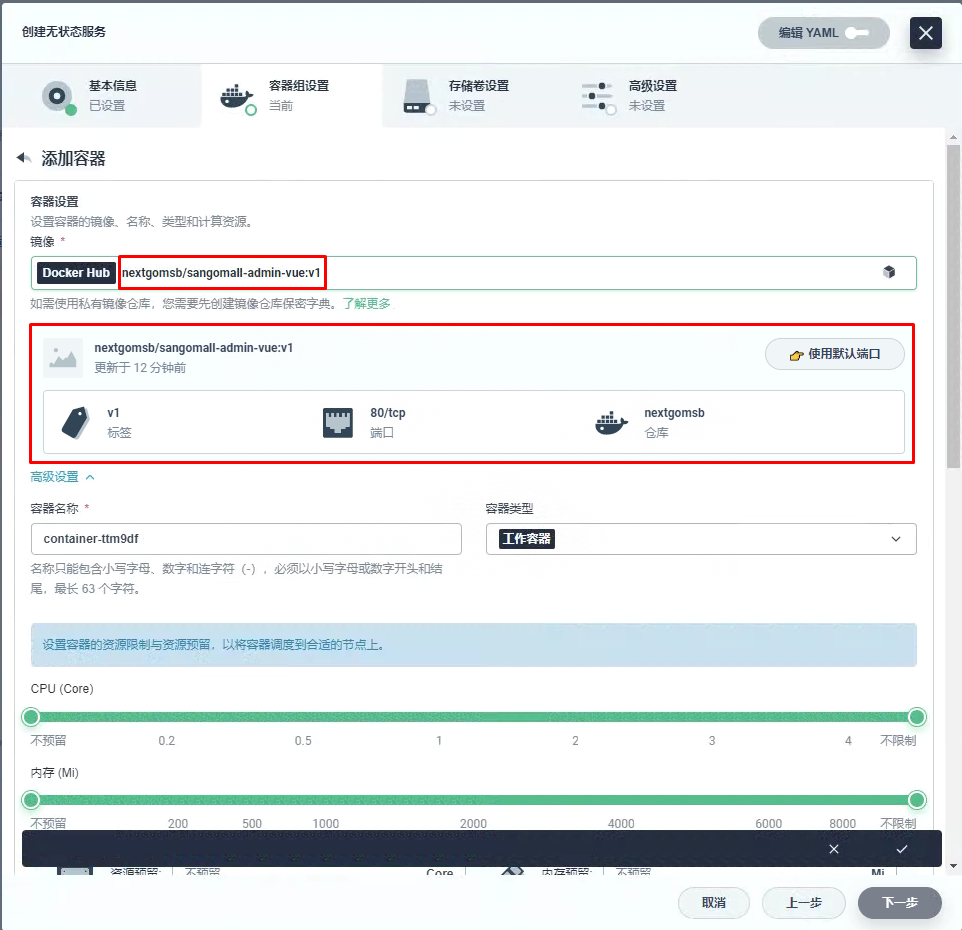 创建无状态服务
编辑 YAML
基本信息
已设置
容器组设置
当前
存储卷设置
未设置
高级设置
未设置
添加容器
容器设置
设置容器的镜像、名称、类型和计算资源。
镜像 *
Docker Hub nextgomsb/sangomall-admin-vue:v1
如需使用私有镜像仓库，您需要先创建镜像仓库保密字典。了解更多
nextgomsb/sangomall-admin-vue:v1
更新于 12 分钟前
使用默认端口
v1
标签
80/tcp
端口
nextgomsb
仓库
高级设置
容器名称 *
container-ttm9df
名称只能包含小写字母、数字和连字符（-），必须以小写字母或数字开头和结
尾，最长 63 个字符。
容器类型
工作容器
设置容器的资源限制与资源预留，以将容器调度到合适的节点上。
CPU (Core)
不预留 0.2 0.5 1 2 3 4 不限制
内存 (Mi)
不预留 200 500 1000 2000 4000 6000 8000 不限制
资源预留: 不预留 Core 内存预留: 不预留 Mi
取消
上一步
下一步